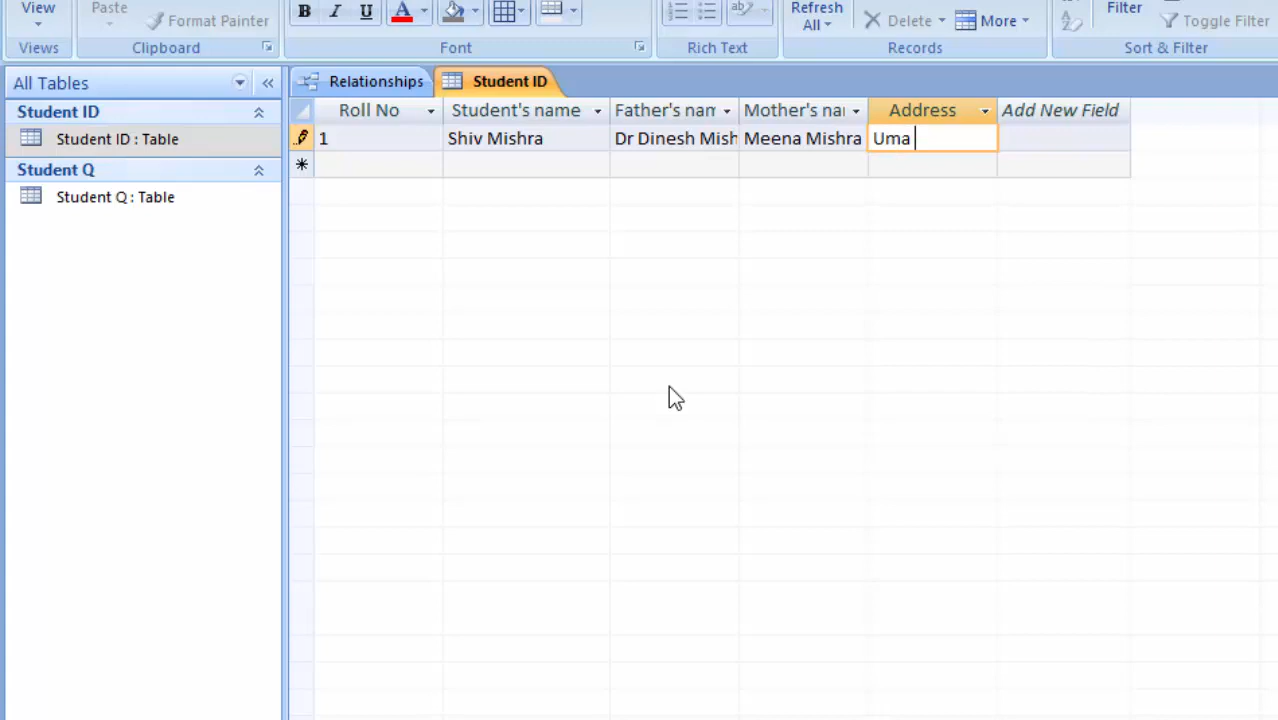 View
Paste
Format Painter
B I U A
ab
Refresh
All
Delete
More
Filter
Toggle Filter
Views
Clipboard
Font
Rich Text
Records
Sort & Filter
All Tables
Relationships
Student ID
Student ID
Student ID : Table
Student Q
Student Q : Table
Roll No
Student's name
Father's nam
Mother's nai
Address
Add New Field
1
Shiv Mishra
Dr Dinesh Mish
Meena Mishra
Uma